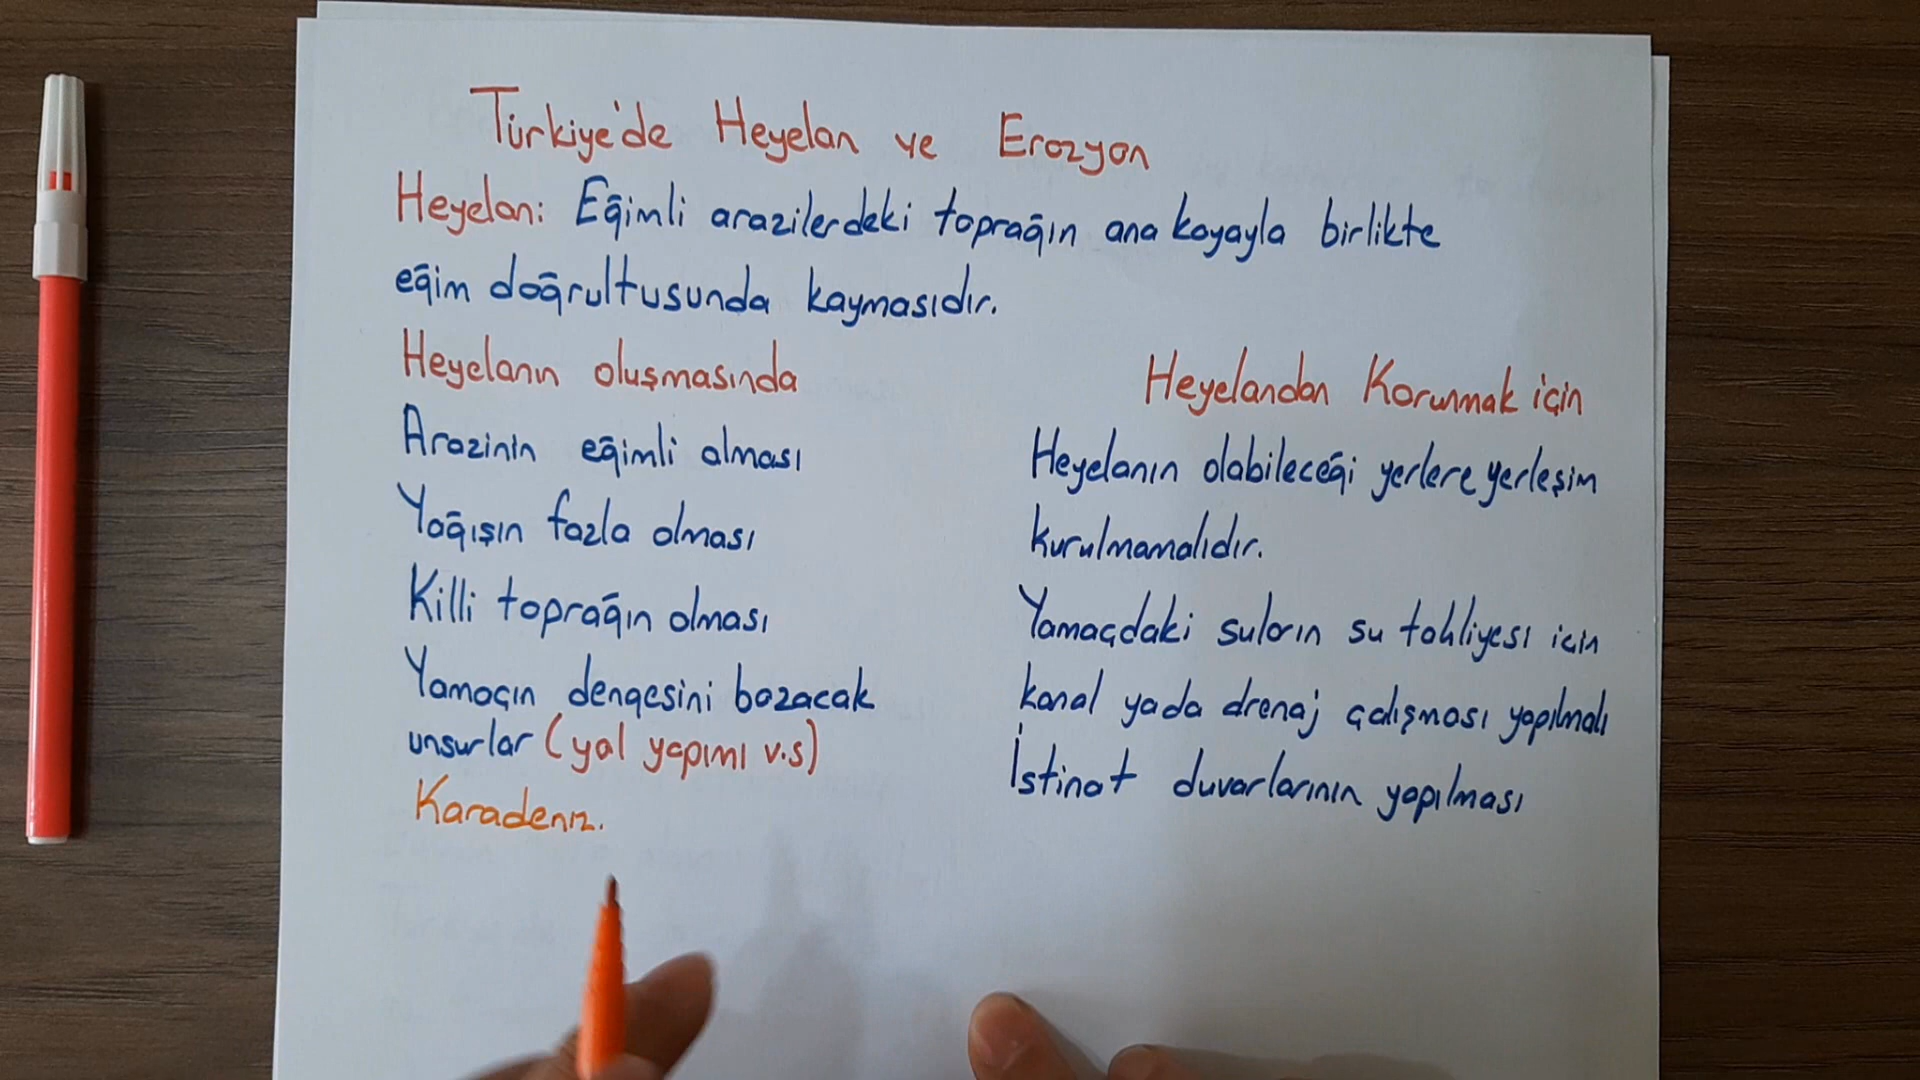 Türkiye'de Heyelan ve Erozyon
Heyelan: Eğimli arazilerdeki toprağın ana kayayla birlikte
eğim doğrultusunda kaymasıdır.
Heyelanın oluşmasında
Arazinin eğimli olması
Yağışın fazla olması
Killi toprağın olması
Yamaçın dengesini bozacak
unsurlar (yol yapımı v.s)
Karadeniz.
Heyelandan Korunmak için
Heyelanın olabileceği yerlere yerleşim
kurulmamalıdır.
Yamaçdaki suların su tahliyesi için
kanal yada drenaj çalışması yapılmalı
İstinat duvarlarının yapılması